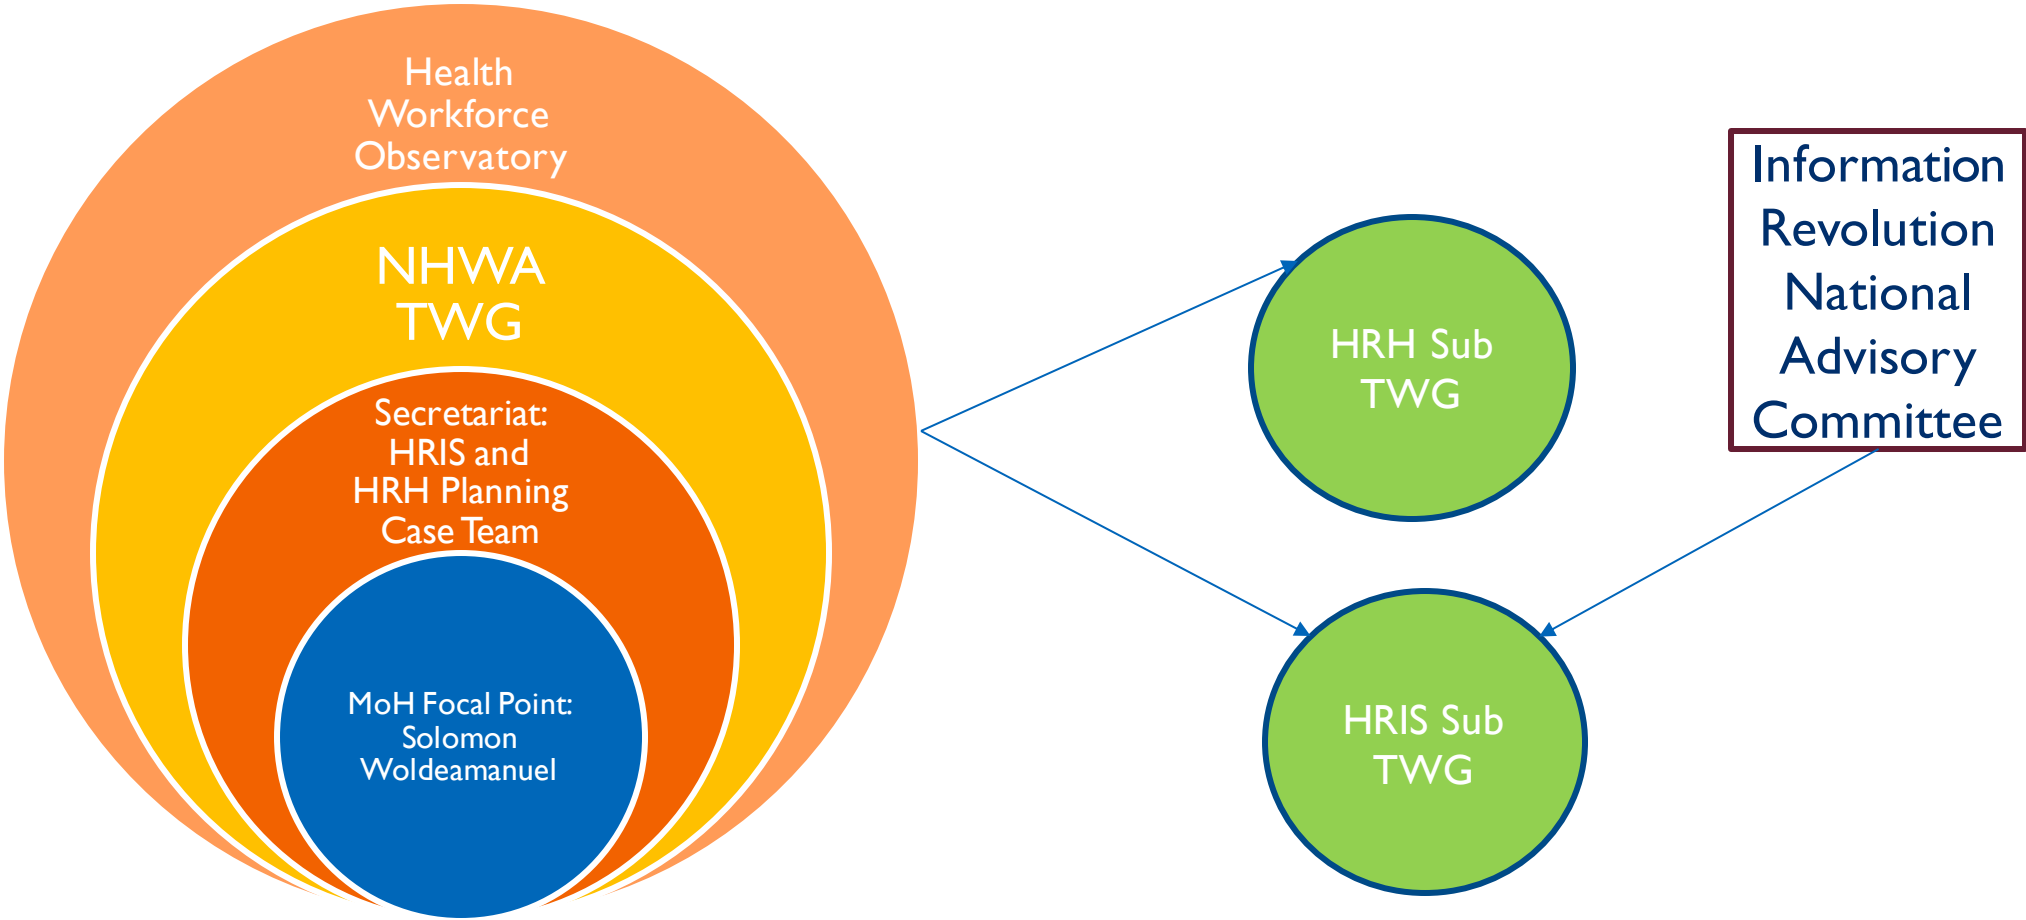 Health
Workforce
Observatory
NHWA
TWG
Secretariat:
HRIS and
HRH Planning
Case Team
MoH Focal Point:
Solomon
Woldeamanuel
HRH Sub
TWG
HRIS Sub
TWG
Information
Revolution
National
Advisory
Committee